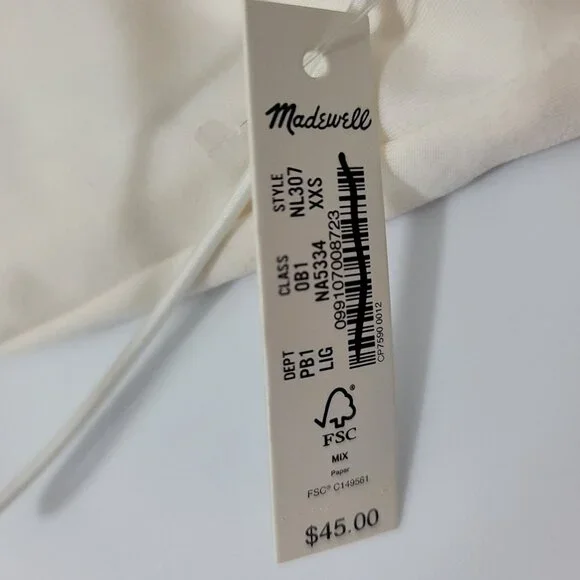 Madewell
DEPT CLASS STYLE
PB1 0B1 NL307
LIG NA5334 XXS
099107008723
CP7590 0012
FSC
MIX
Paper
FSC® C149561
$45.00